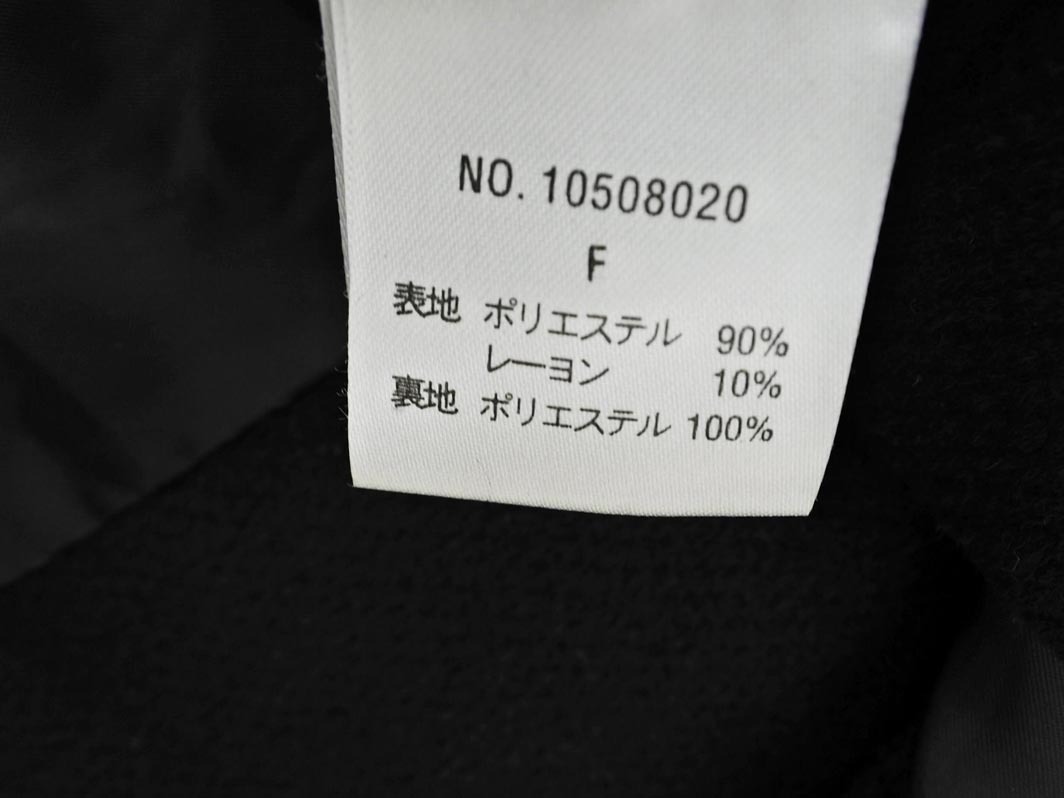 NO. 10508020
F
表地 ポリエステル 90%
レーヨン 10%
裏地 ポリエステル 100%